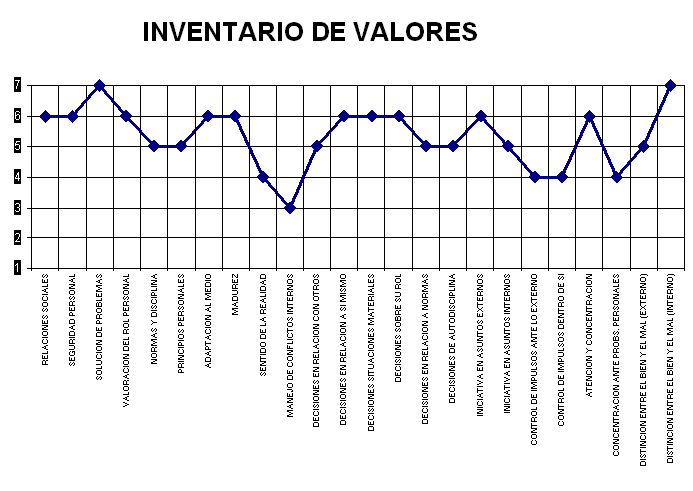 INVENTARIO DE VALORES
7
6
5
4
3
2
1
RELACIONES SOCIALES
SEGURIDAD PERSONAL
SOLUCION DE PROBLEMAS
VALORACION DEL ROL PERSONAL
NORMAS Y DISCIPLINA
PRINCIPIOS PERSONALES
ADAPTACION AL MEDIO
MADUREZ
SENTIDO DE LA REALIDAD
MANEJO DE CONFLICTOS INTERNOS
DECISIONES EN RELACION CON OTROS
DECISIONES EN RELACION A SI MISMO
DECISIONES SITUACIONES MATERIALES
DECISIONES SOBRE SU ROL
DECISIONES EN RELACION A NORMAS
DECISIONES DE AUTODISCIPLINA
INICIATIVA EN ASUNTOS EXTERNOS
INICIATIVA EN ASUNTOS INTERNOS
CONTROL DE IMPULSOS ANTE LO EXTERNO
CONTROL DE IMPULSOS DENTRO DE SI
ATENCION Y CONCENTRACION
CONCENTRACION ANTE PROBS. PERSONALES
DISTINCION ENTRE EL BIEN Y EL MAL (EXTERNO)
DISTINCION ENTRE EL BIEN Y EL MAL (INTERNO)